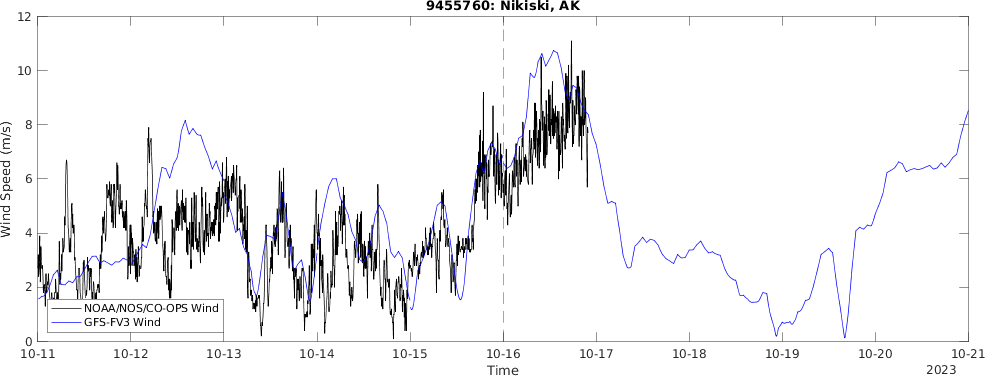 9455760: Nikiski, AK
Wind Speed (m/s)
12
10
8
6
4
2
0
NOAA/NOS/CO-OPS Wind
GFS-FV3 Wind
10-11 10-12 10-13 10-14 10-15 10-16 10-17 10-18 10-19 10-20 10-21
Time
2023